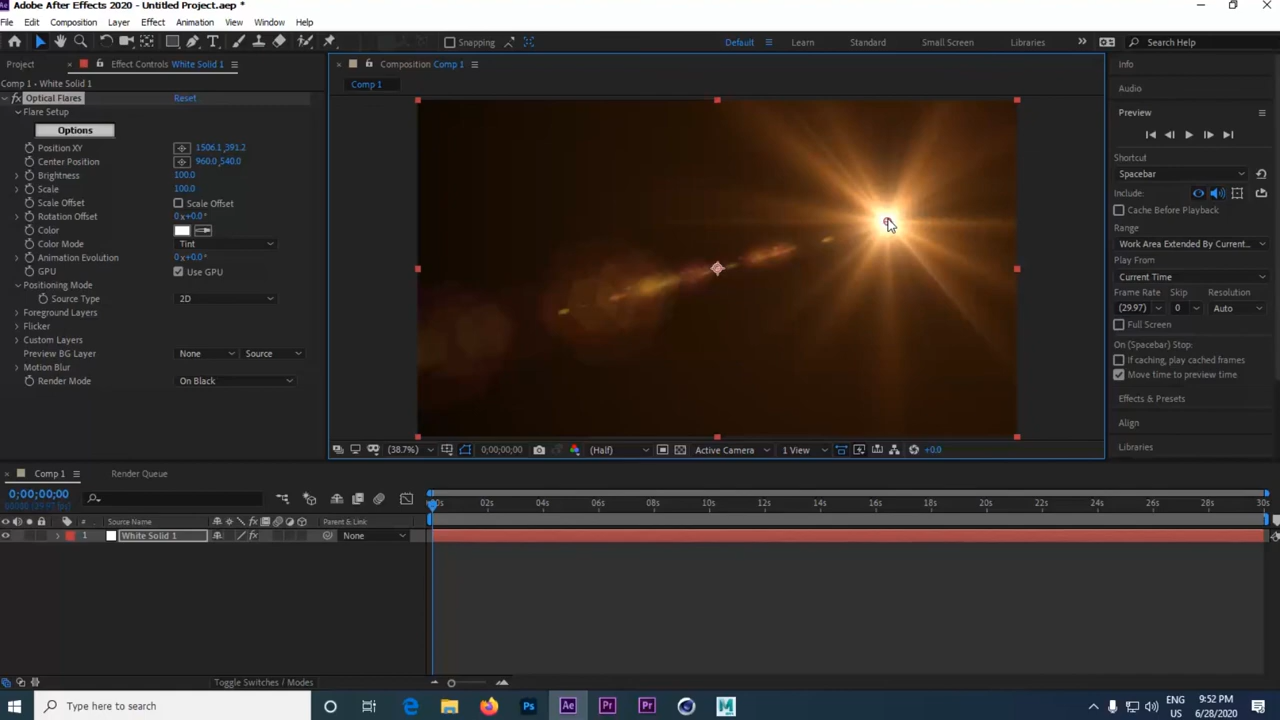 Adobe After Effects 2020 - Untitled Project.aep *
File Edit Composition Layer Effect Animation View Window Help
Snapping Default Learn Standard Small Screen Libraries Search Help
Project Effect Controls White Solid 1 Composition Comp 1 Info
Comp 1 • White Solid 1 Comp 1
Audio
fx Optical Flares Reset
Flare Setup
Preview
Options
Position XY 1506.1,391.2
Shortcut
Center Position 960.0,540.0
Spacebar
Brightness 100.0
Scale 100.0
Include:
Scale Offset Scale Offset
Cache Before Playback
Rotation Offset 0x+0.0°
Range
Color
Color Mode Tint
Work Area Extended By Current...
Animation Evolution 0x+0.0°
Play From
GPU Use GPU
Current Time
Positioning Mode
Frame Rate Skip Resolution
Source Type 2D
(29.97) 0 Auto
Foreground Layers
Full Screen
Flicker
Custom Layers
On (Spacebar) Stop:
Preview BG Layer None Source
If caching, play cached frames
Motion Blur
Move time to preview time
Render Mode On Black
Effects & Presets
Align
Libraries
(38.7%) 0;00;00;00 (Half) Active Camera 1 View +0.0
Comp 1 Render Queue
0;00;00;00
00000 (29.97 fps)
:00s 02s 04s 06s 08s 10s 12s 14s 16s 18s 20s 22s 24s 26s 28s 30s
# Source Name Parent & Link
1 White Solid 1 fx None
Toggle Switches / Modes
Type here to search Ps Ae Pr Pr M
ENG
US
9:52 PM
6/28/2020